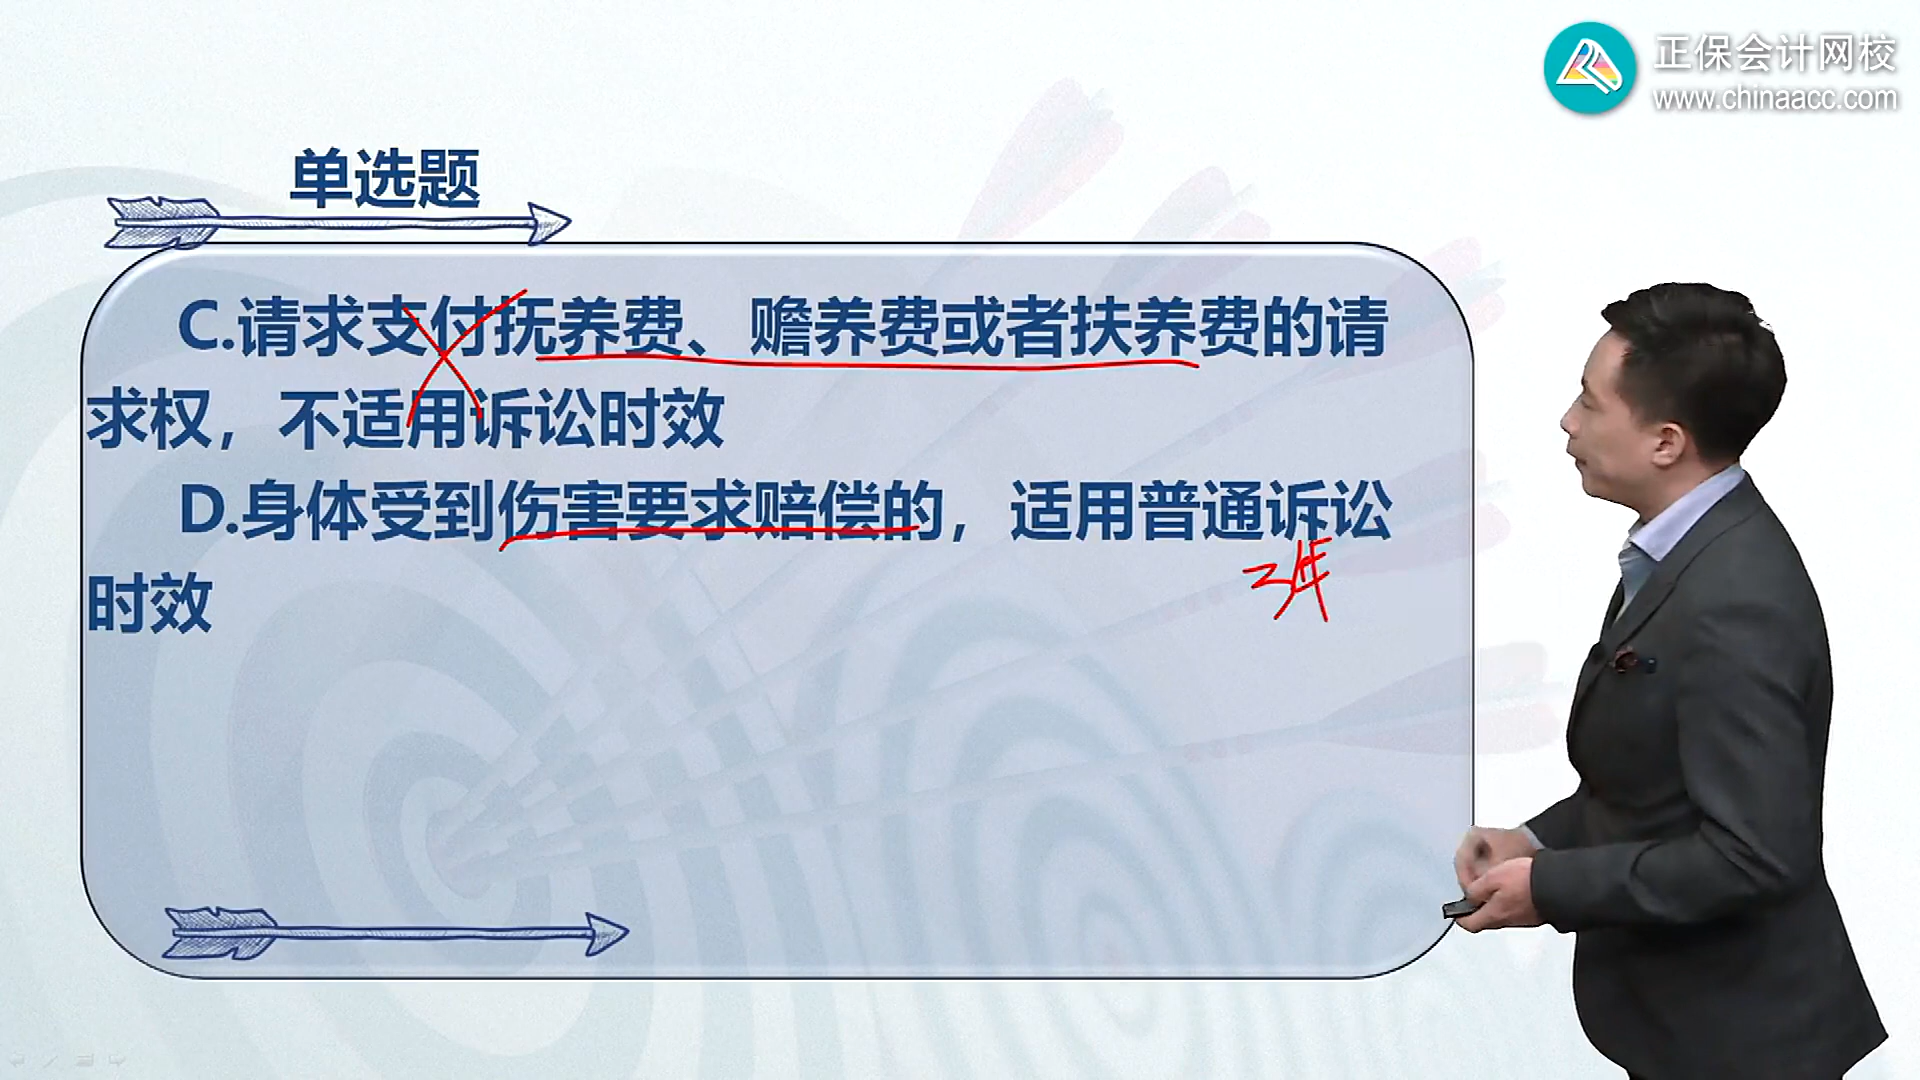 正保会计网校
www.chinaacc.com
单选题
C.请求支付抚养费、赡养费或者扶养费的请
求权，不适用诉讼时效
D.身体受到伤害要求赔偿的，适用普通诉讼
3年
时效